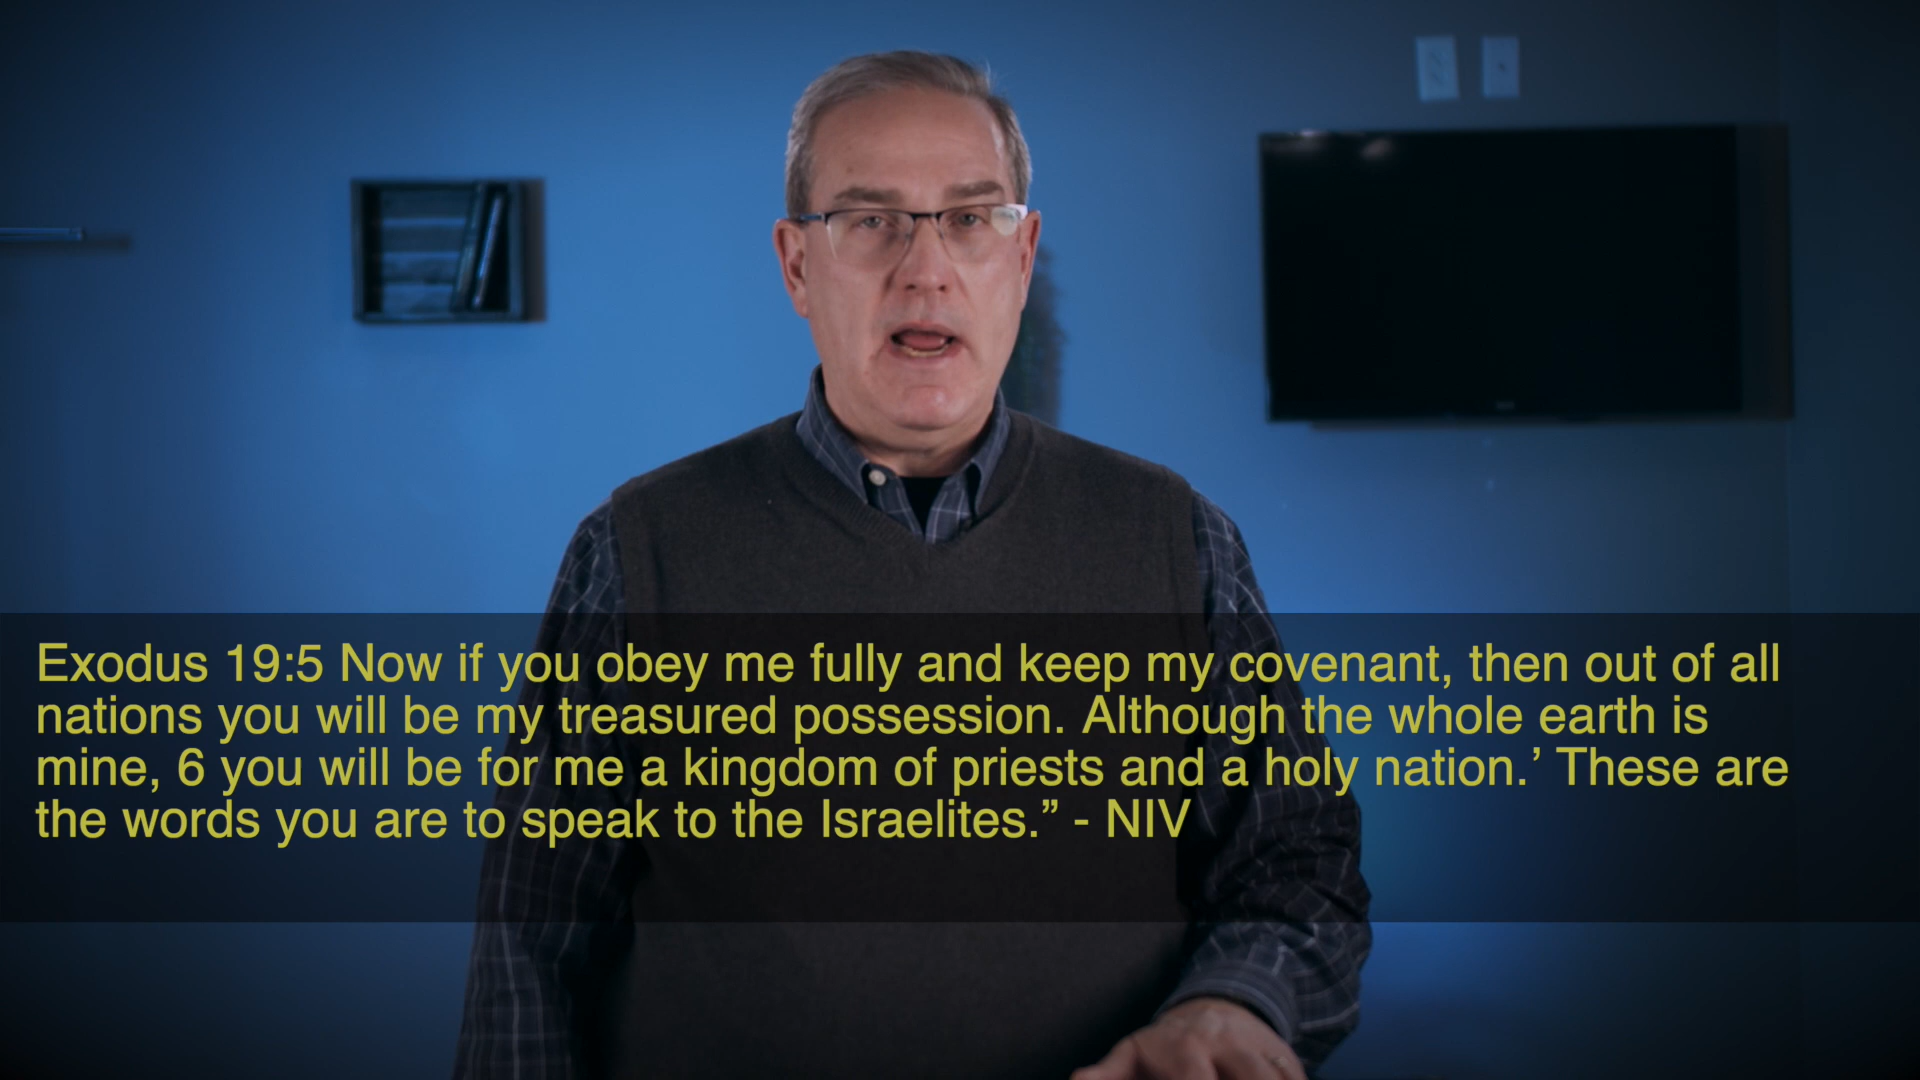 Exodus 19:5 Now if you obey me fully and keep my covenant, then out of all
nations you will be my treasured possession. Although the whole earth is
mine, 6 you will be for me a kingdom of priests and a holy nation.’ These are
the words you are to speak to the Israelites.” - NIV